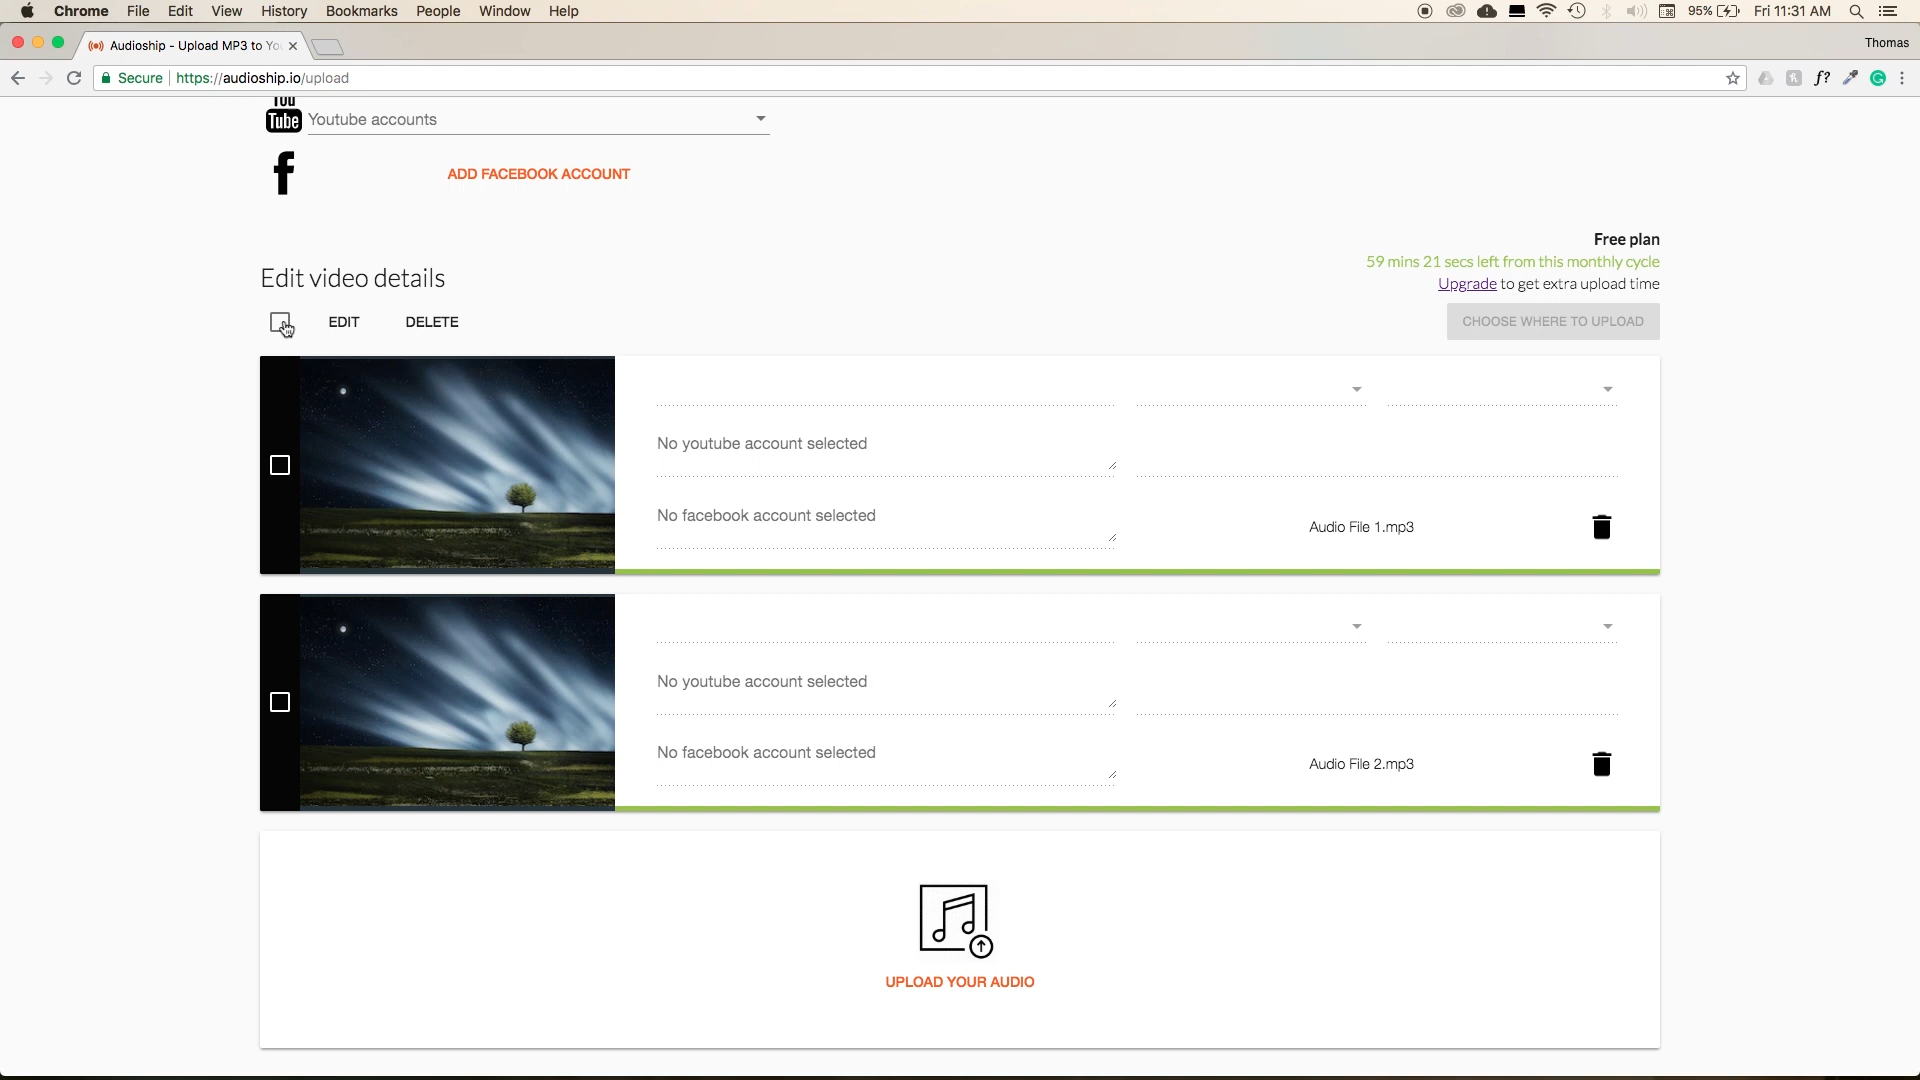 Chrome File Edit View History Bookmarks People Window Help 95% Fri 11:31 AM
Audioship - Upload MP3 to Yo Thomas
Secure https://audioship.io/upload f?
You
Tube Youtube accounts
f ADD FACEBOOK ACCOUNT
Free plan
59 mins 21 secs left from this monthly cycle
Edit video details
Upgrade to get extra upload time
EDIT DELETE CHOOSE WHERE TO UPLOAD
No youtube account selected
No facebook account selected
Audio File 1.mp3
No youtube account selected
No facebook account selected
Audio File 2.mp3
UPLOAD YOUR AUDIO